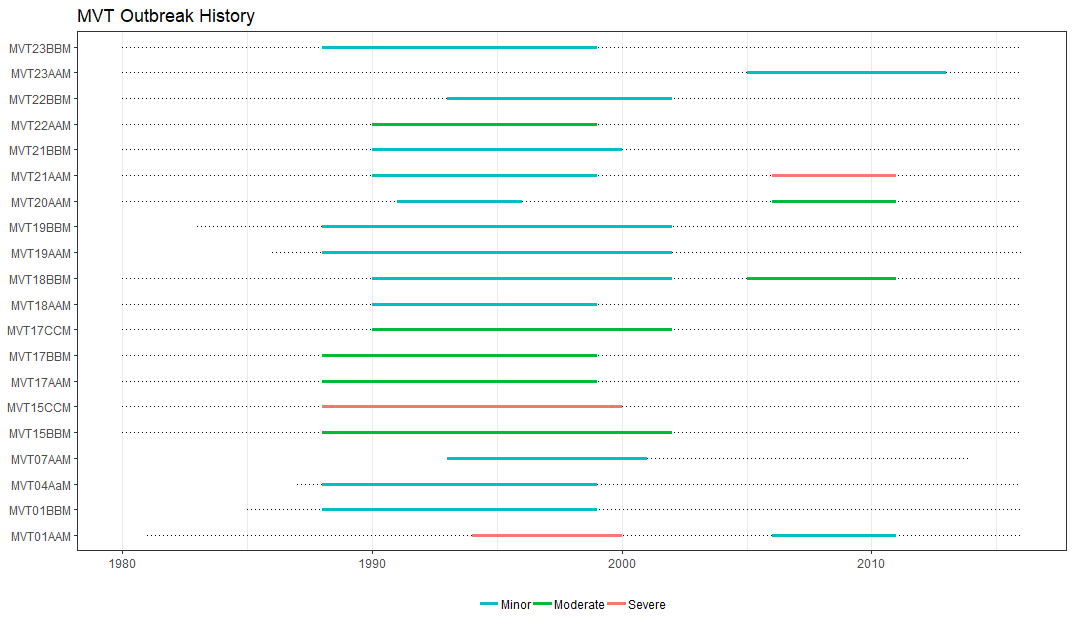 MVT Outbreak History
MVT23BBM
MVT23AAM
MVT22BBM
MVT22AAM
MVT21BBM
MVT21AAM
MVT20AAM
MVT19BBM
MVT19AAM
MVT18BBM
MVT18AAM
MVT17CCM
MVT17BBM
MVT17AAM
MVT15CCM
MVT15BBM
MVT07AAM
MVT04AaM
MVT01BBM
MVT01AAM
1980 1990 2000 2010
Minor Moderate Severe